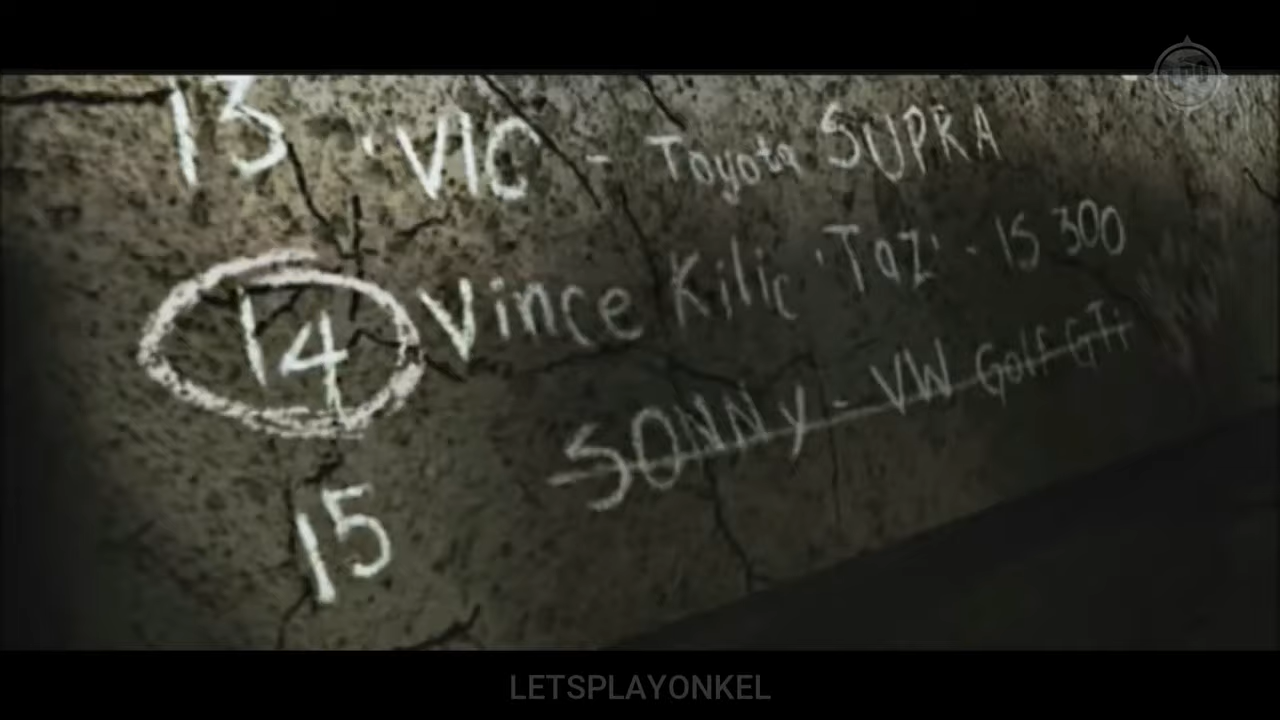 13 'VIC' - Toyota SUPRA
14 Vince Kilic 'Taz' - IS 300
15 SONNY - VW Golf GTi
LETSPLAYONKEL